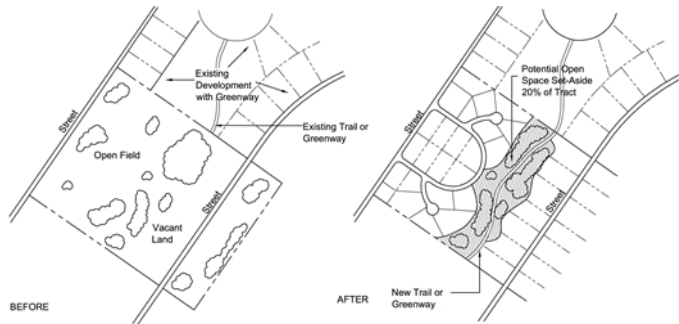 Existing
Development
with Greenway
Existing Trail or
Greenway
Street
Open Field
Street
Vacant
Land
BEFORE
Potential Open
Space Set-Aside
20% of Tract
Street
Street
New Trail or
Greenway
AFTER